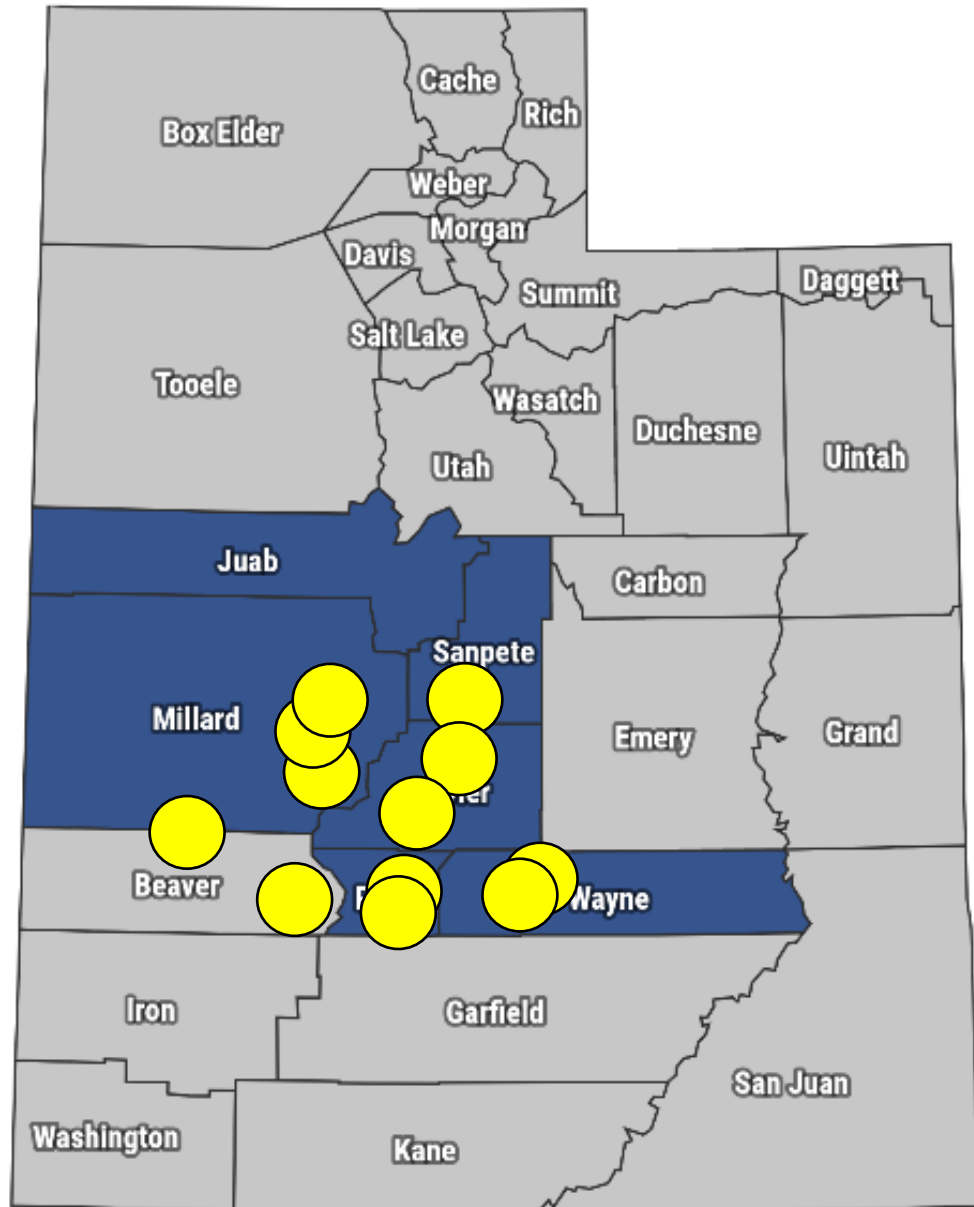 Cache
Rich
Box Elder
Weber
Morgan
Davis
Daggett
Summit
Salt Lake
Tooele
Wasatch
Duchesne
Uintah
Utah
Juab
Carbon
Sanpete
Millard
Grand
Emery
Beaver
Wayne
Iron
Garfield
San Juan
Washington
Kane